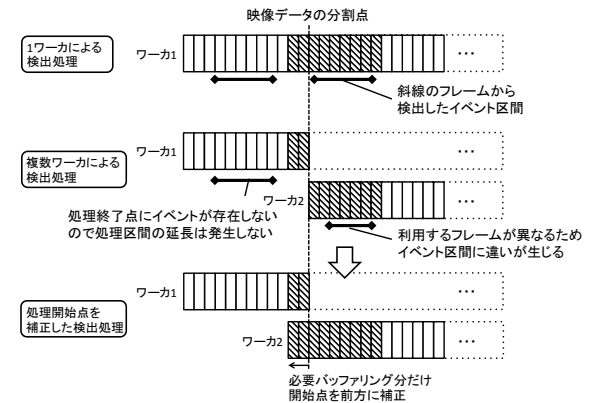 映像データの分割点
1ワーカによる
検出処理
ワーカ1
…
斜線のフレームから
検出したイベント区間
複数ワーカによる
検出処理
ワーカ1
…
ワーカ2
…
処理終了点にイベントが存在しない
ので処理区間の延長は発生しない
利用するフレームが異なるため
イベント区間に違いが生じる
処理開始点を
補正した検出処理
ワーカ1
…
ワーカ2
…
必要バッファリング分だけ
開始点を前方に補正